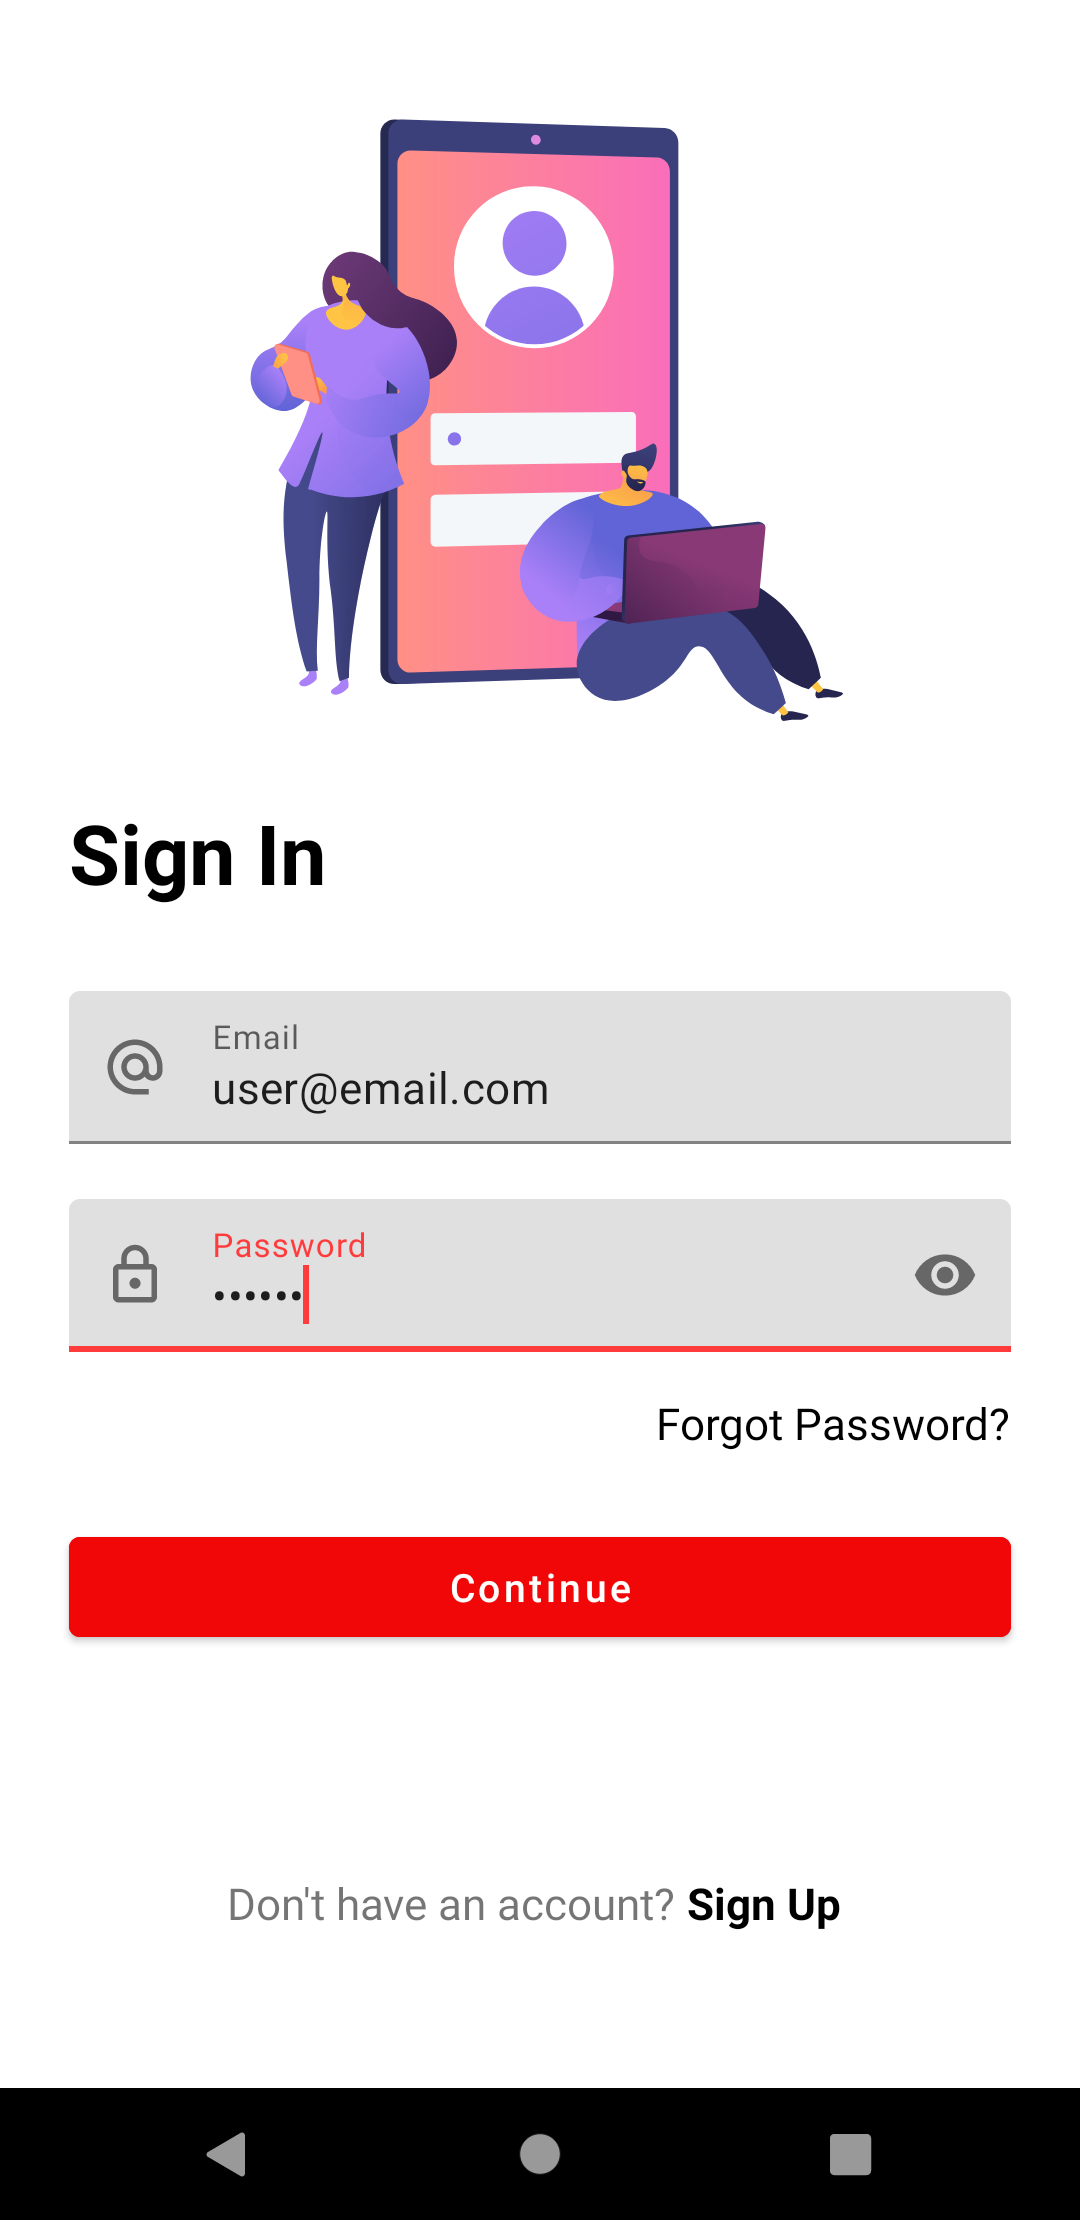 Sign In
Email
user@email.com
Password
••••••
Forgot Password?
Continue
Don't have an account? Sign Up